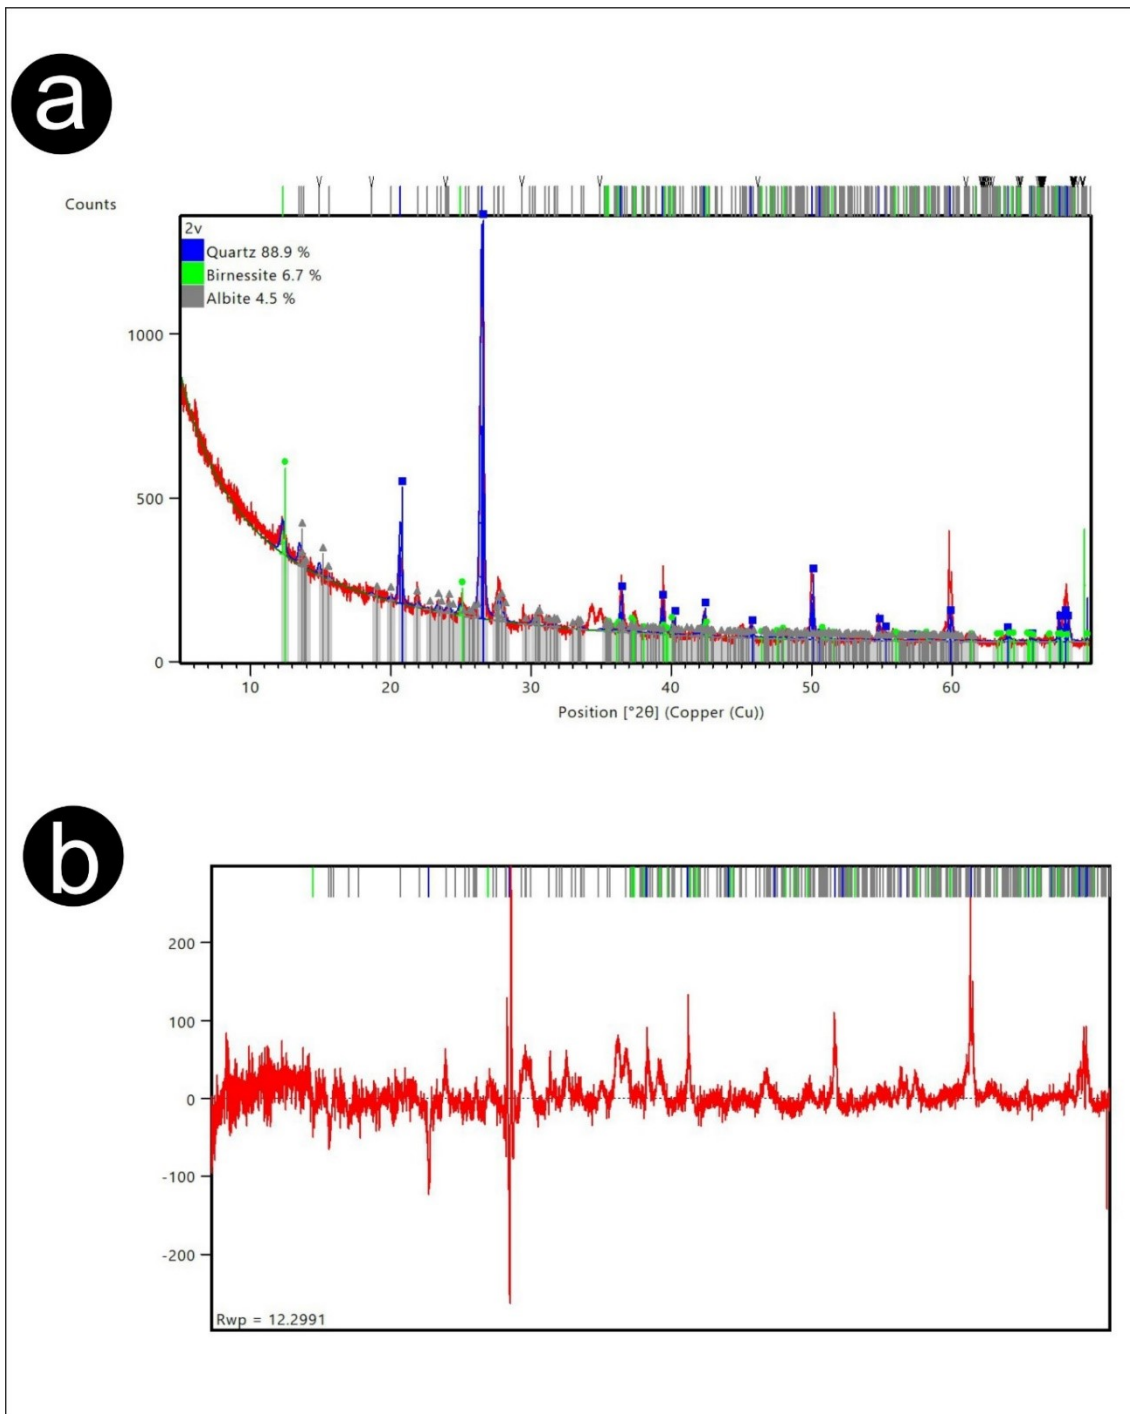 a
Counts
2v
Quartz 88.9 %
Birnessite 6.7 %
Albite 4.5 %
1000
500
0
10 20 30 40 50 60
Position [°2θ] (Copper (Cu))
b
200
100
0
-100
-200
Rwp = 12.2991